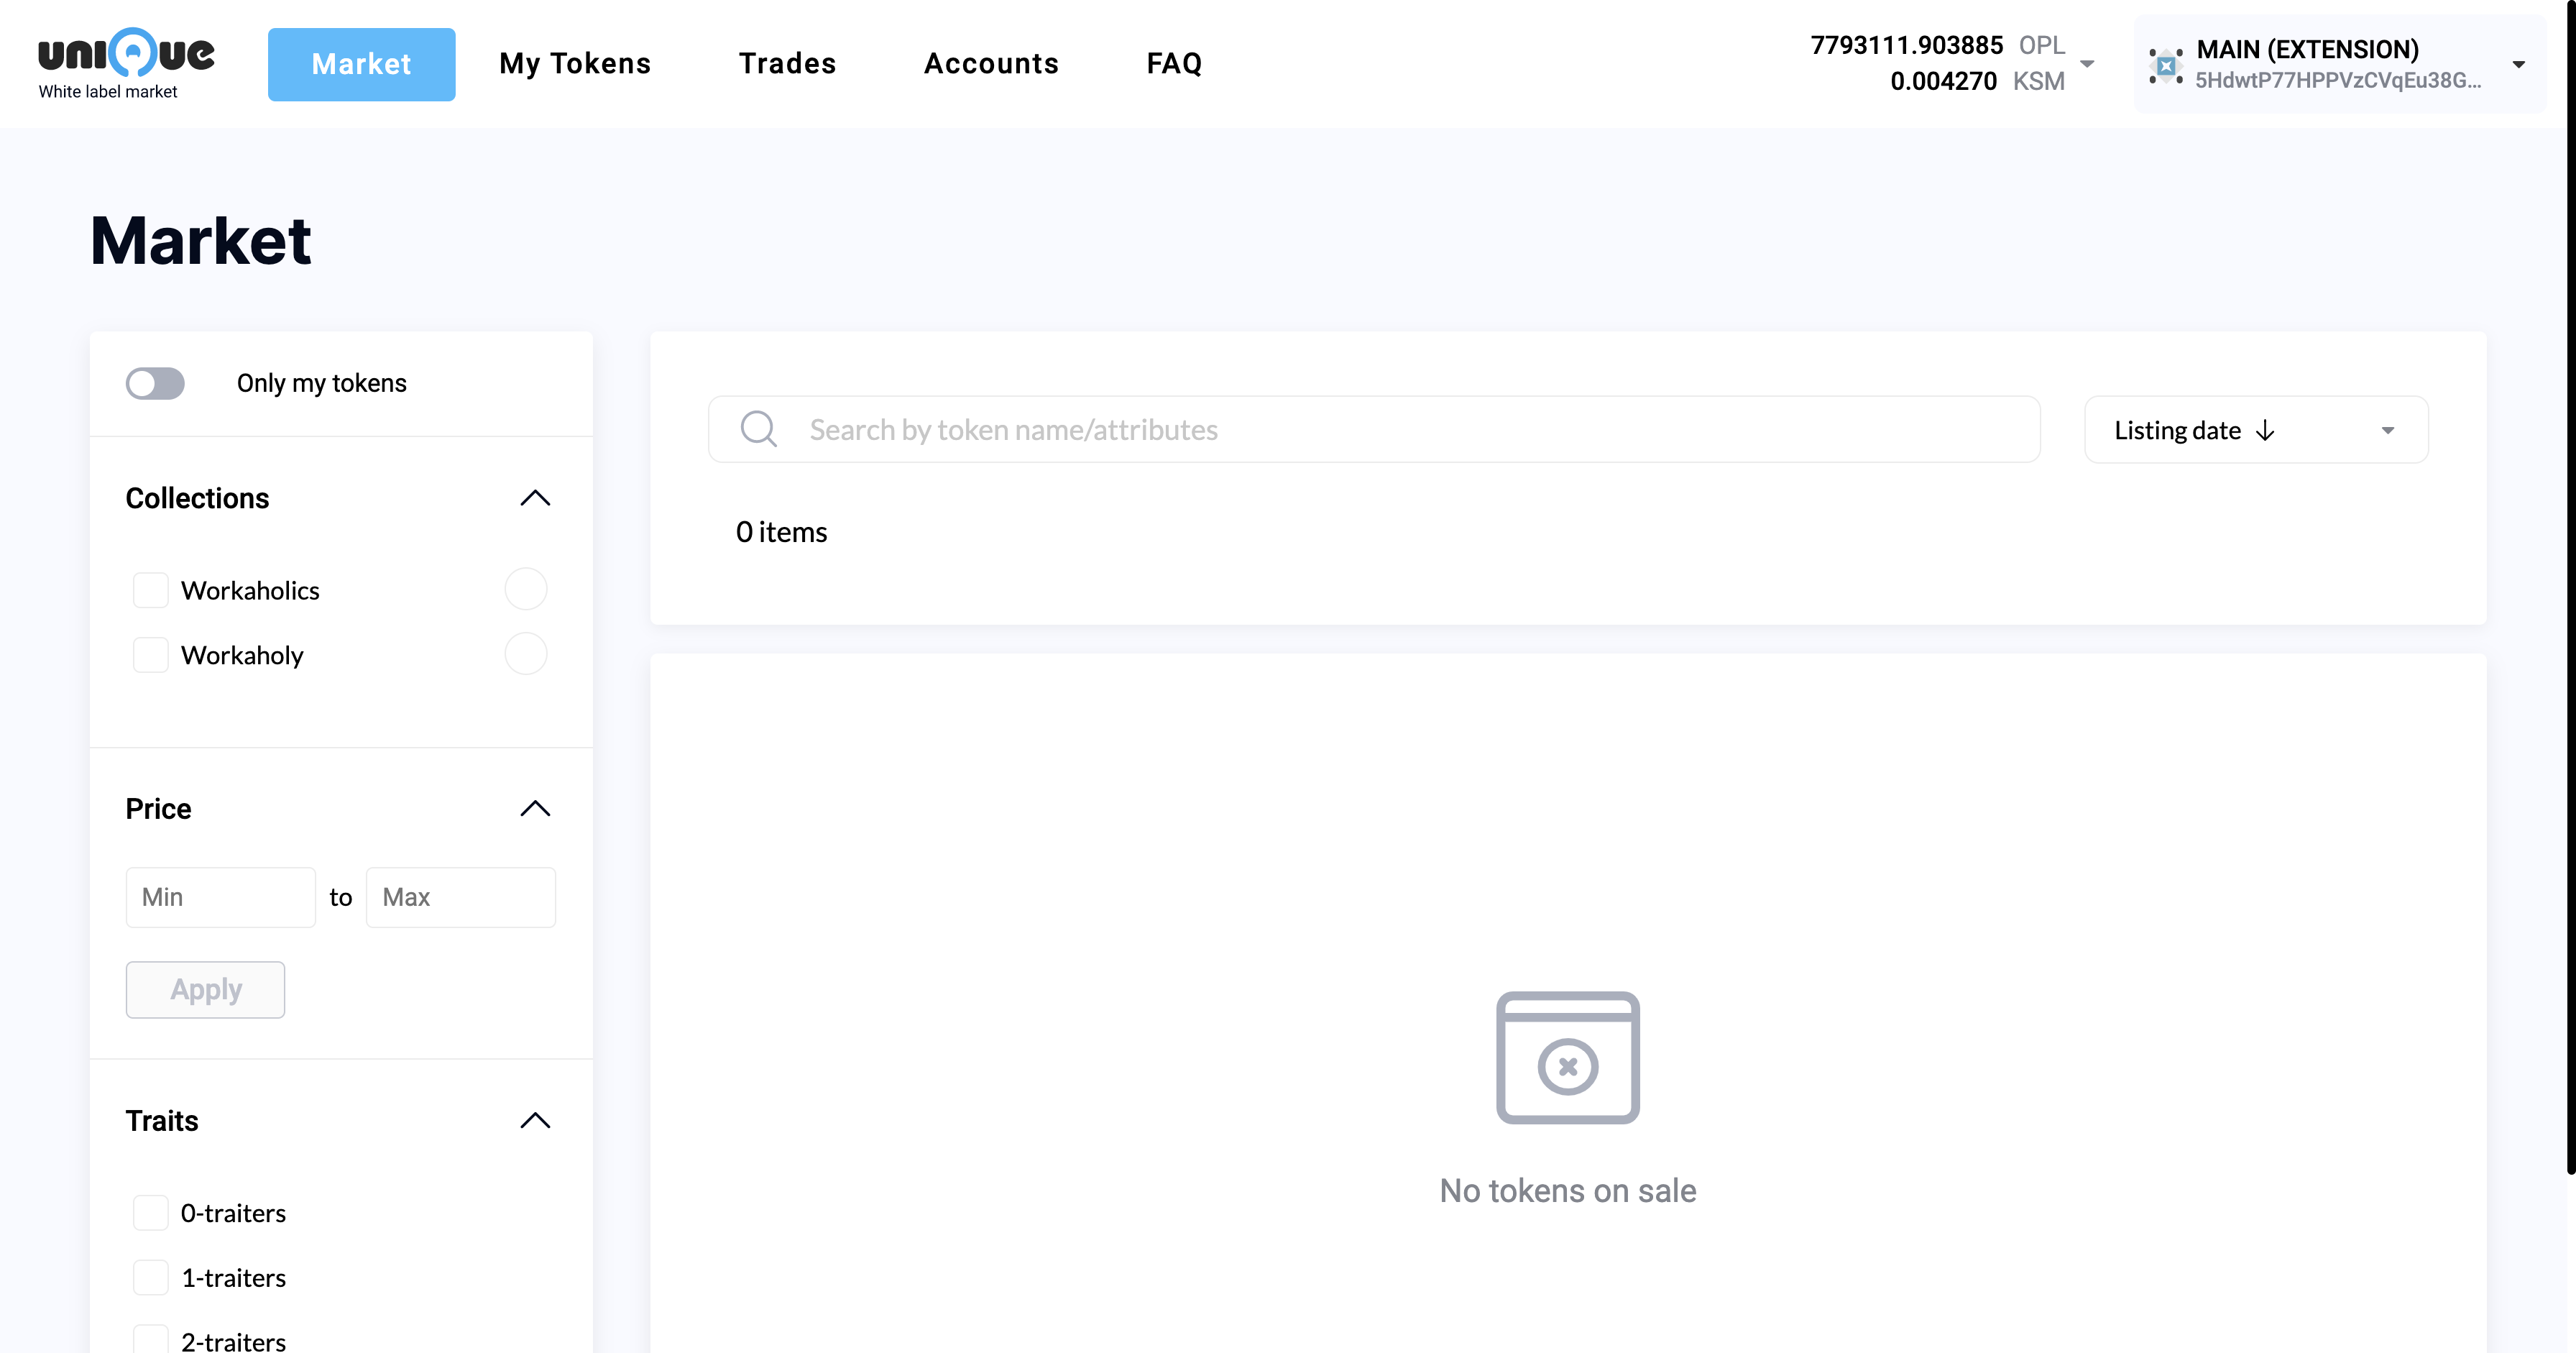 uniQue
White label market
Market
My Tokens
Trades
Accounts
FAQ
7793111.903885 OPL
0.004270 KSM
MAIN (EXTENSION)
5HdwtP77HPPVzCVqEu38G...
Market
Only my tokens
Collections
Workaholics
Workaholy
Price
Min to Max
Apply
Traits
0-traiters
1-traiters
2-traiters
Search by token name/attributes
Listing date ↓
0 items
No tokens on sale